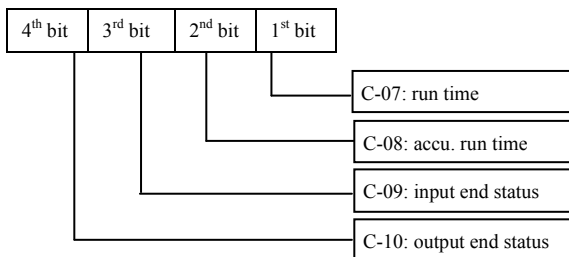 4th bit 3rd bit 2nd bit 1st bit
C-07: run time
C-08: accu. run time
C-09: input end status
C-10: output end status